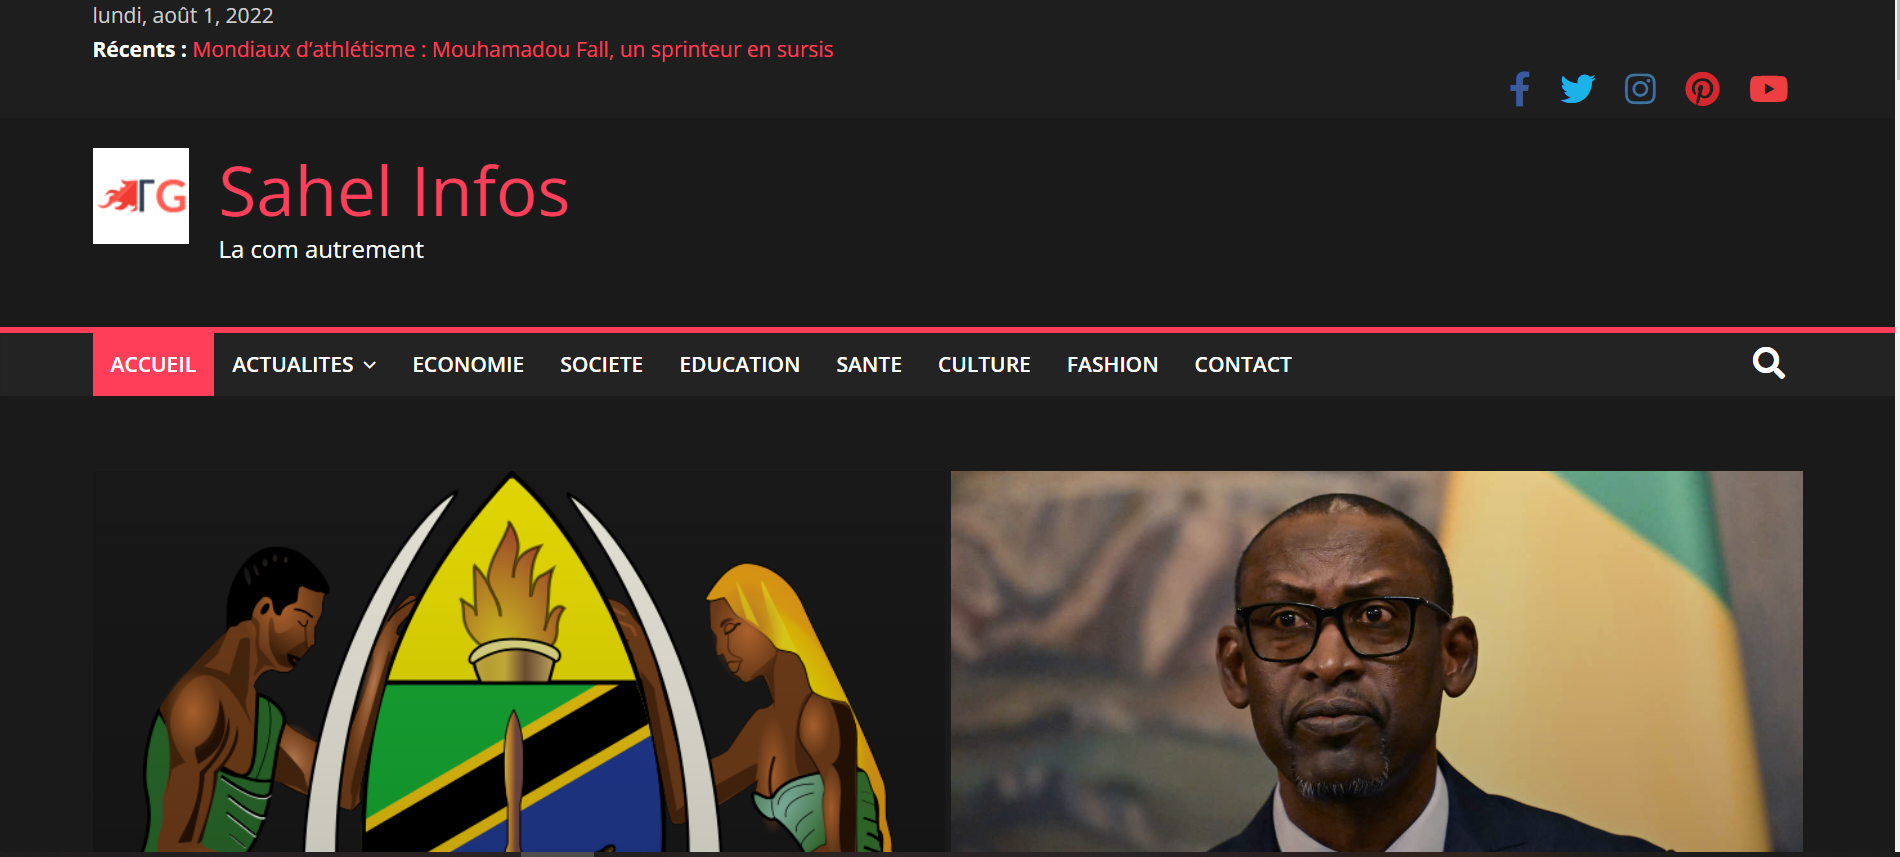 lundi, août 1, 2022
Récents : Mondiaux d’athlétisme : Mouhamadou Fall, un sprinteur en sursis
TG
Sahel Infos
La com autrement
ACCUEIL ACTUALITES ECONOMIE SOCIETE EDUCATION SANTE CULTURE FASHION CONTACT